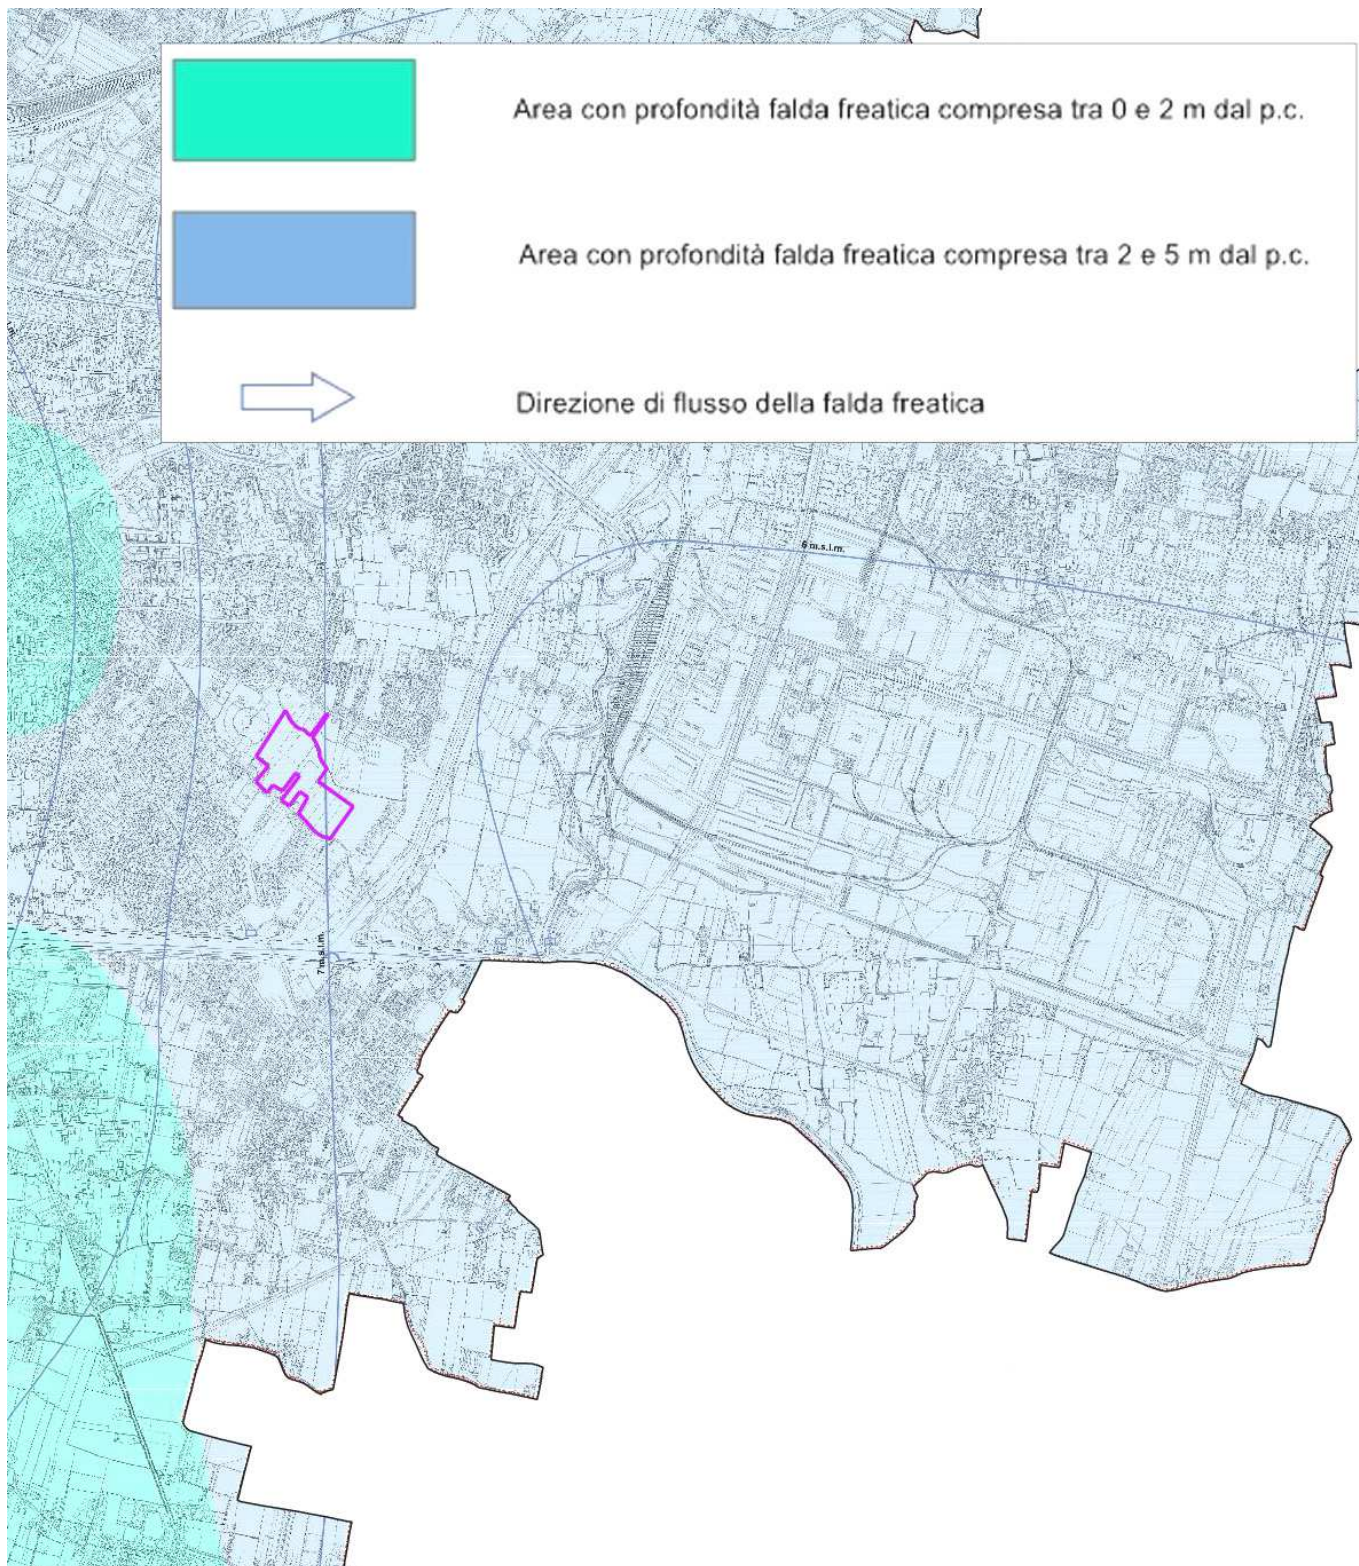 Area con profondità falda freatica compresa tra 0 e 2 m dal p.c.
Area con profondità falda freatica compresa tra 2 e 5 m dal p.c.
Direzione di flusso della falda freatica
6 m.s.l.m.
7 m.s.l.m.